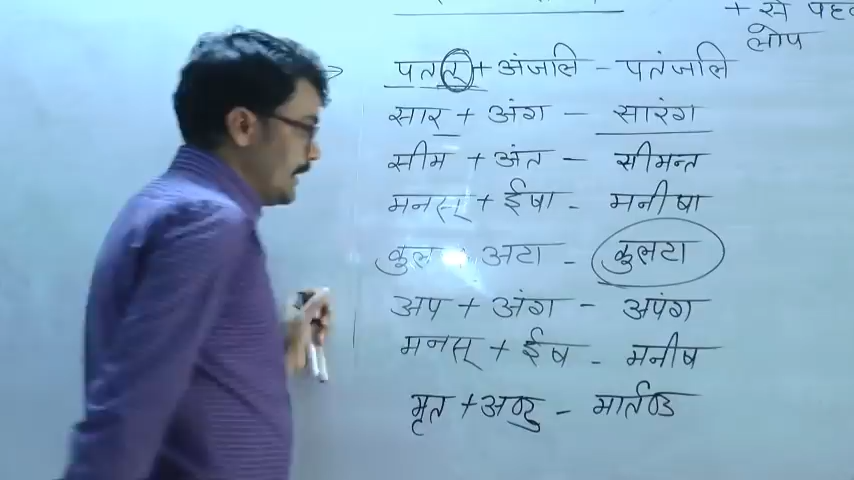 + से पहले
लोप
पतत् + अंजलि - पतंजलि
सार + अंग - सारंग
सीम + अंत - सीमन्त
मनस् + ईषा - मनीषा
कुल + अटा - कुलटा
अप + अंग - अपंग
मनस् + ईष - मनीष
मृत + अण्ड - मार्तण्ड